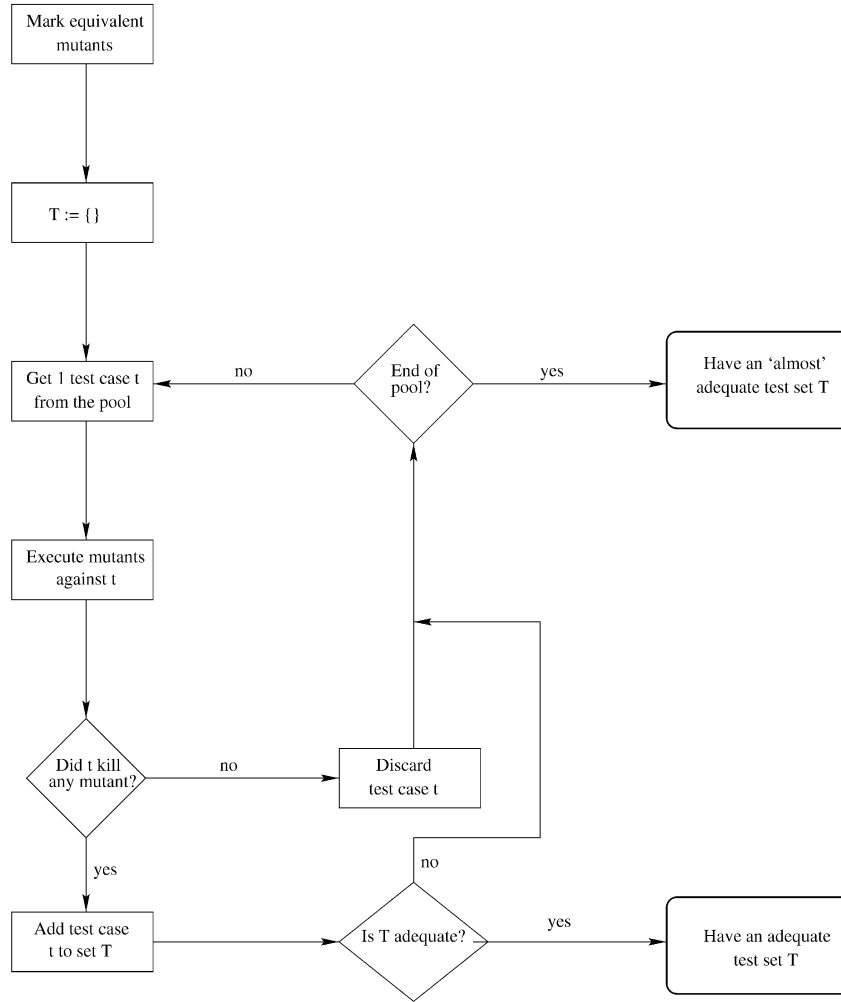 Mark equivalent
mutants
T := {}
Get 1 test case t
from the pool
no
End of
pool?
yes
Have an ‘almost’
adequate test set T
Execute mutants
against t
Did t kill
any mutant?
no
Discard
test case t
yes
no
Add test case
t to set T
Is T adequate?
yes
Have an adequate
test set T